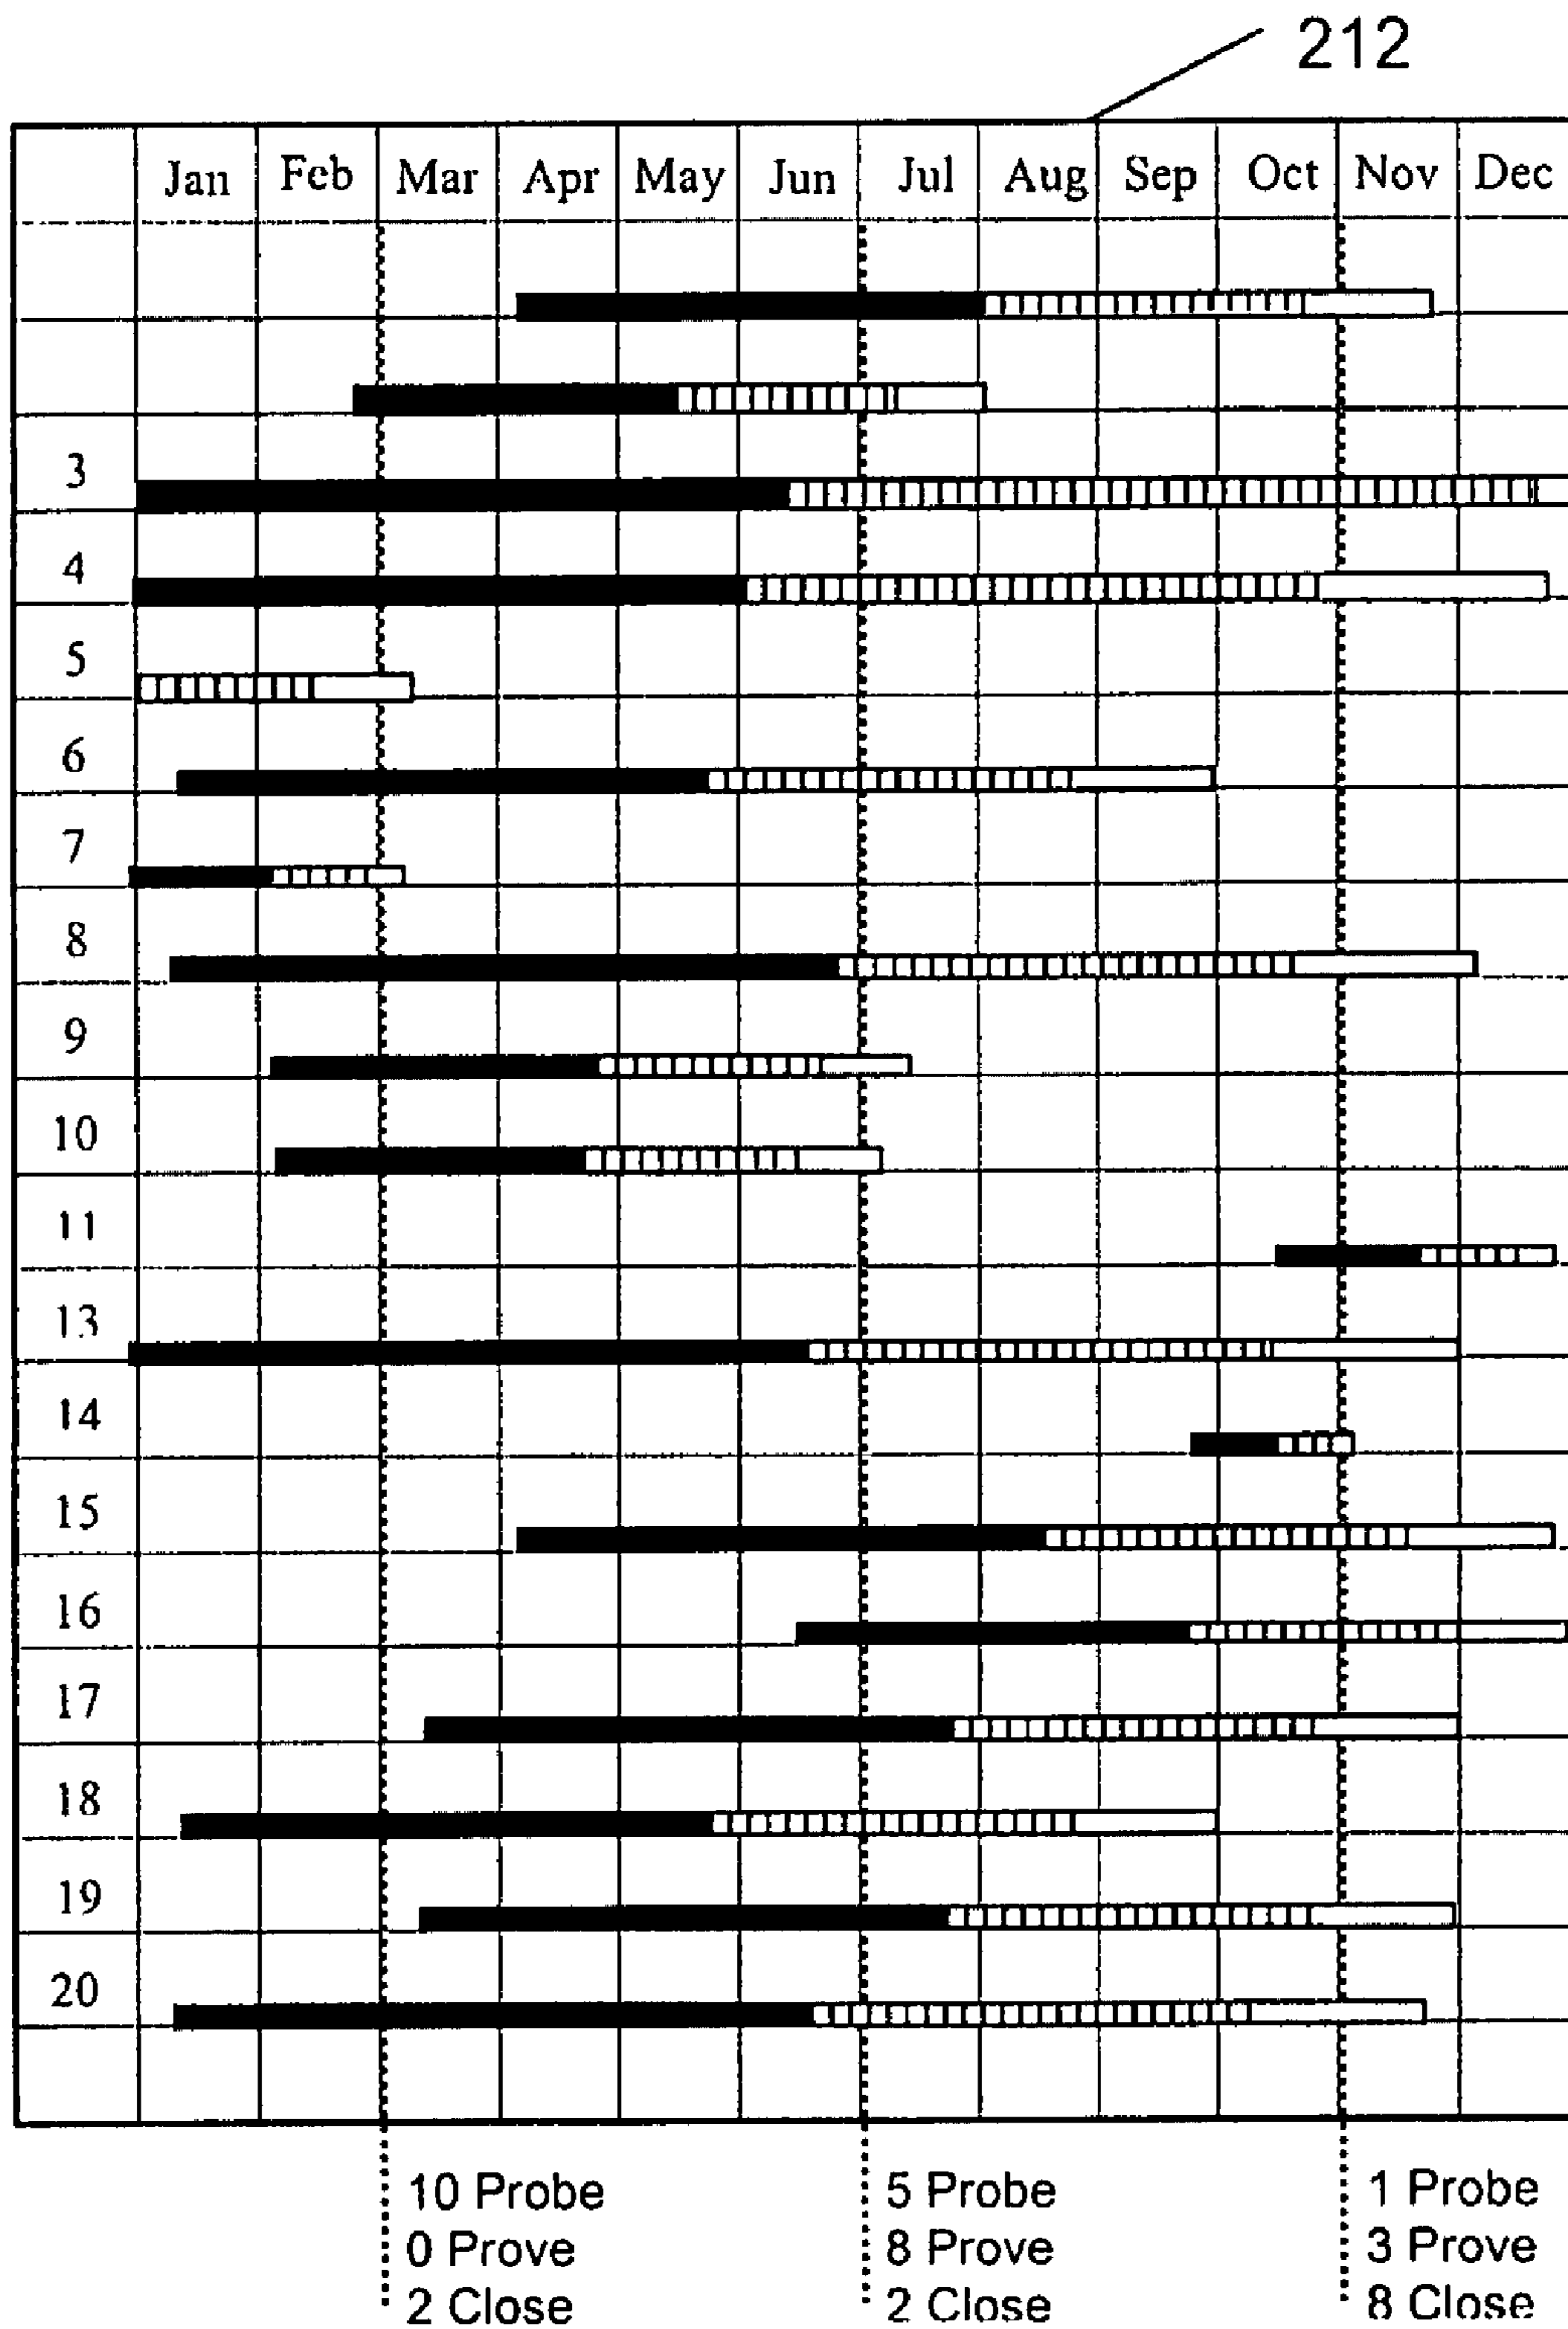 212
Jan Feb Mar Apr May Jun Jul Aug Sep Oct Nov Dec
3
4
5
6
7
8
9
10
11
13
14
15
16
17
18
19
20
10 Probe
0 Prove
2 Close
5 Probe
8 Prove
2 Close
1 Probe
3 Prove
8 Close